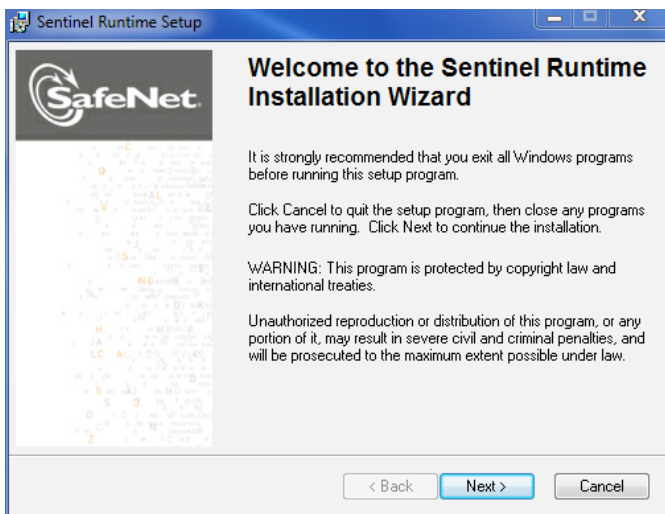 Sentinel Runtime Setup
SafeNet.
Welcome to the Sentinel Runtime
Installation Wizard
It is strongly recommended that you exit all Windows programs
before running this setup program.
Click Cancel to quit the setup program, then close any programs
you have running. Click Next to continue the installation.
WARNING: This program is protected by copyright law and
international treaties.
Unauthorized reproduction or distribution of this program, or any
portion of it, may result in severe civil and criminal penalties, and
will be prosecuted to the maximum extent possible under law.
< Back
Next >
Cancel